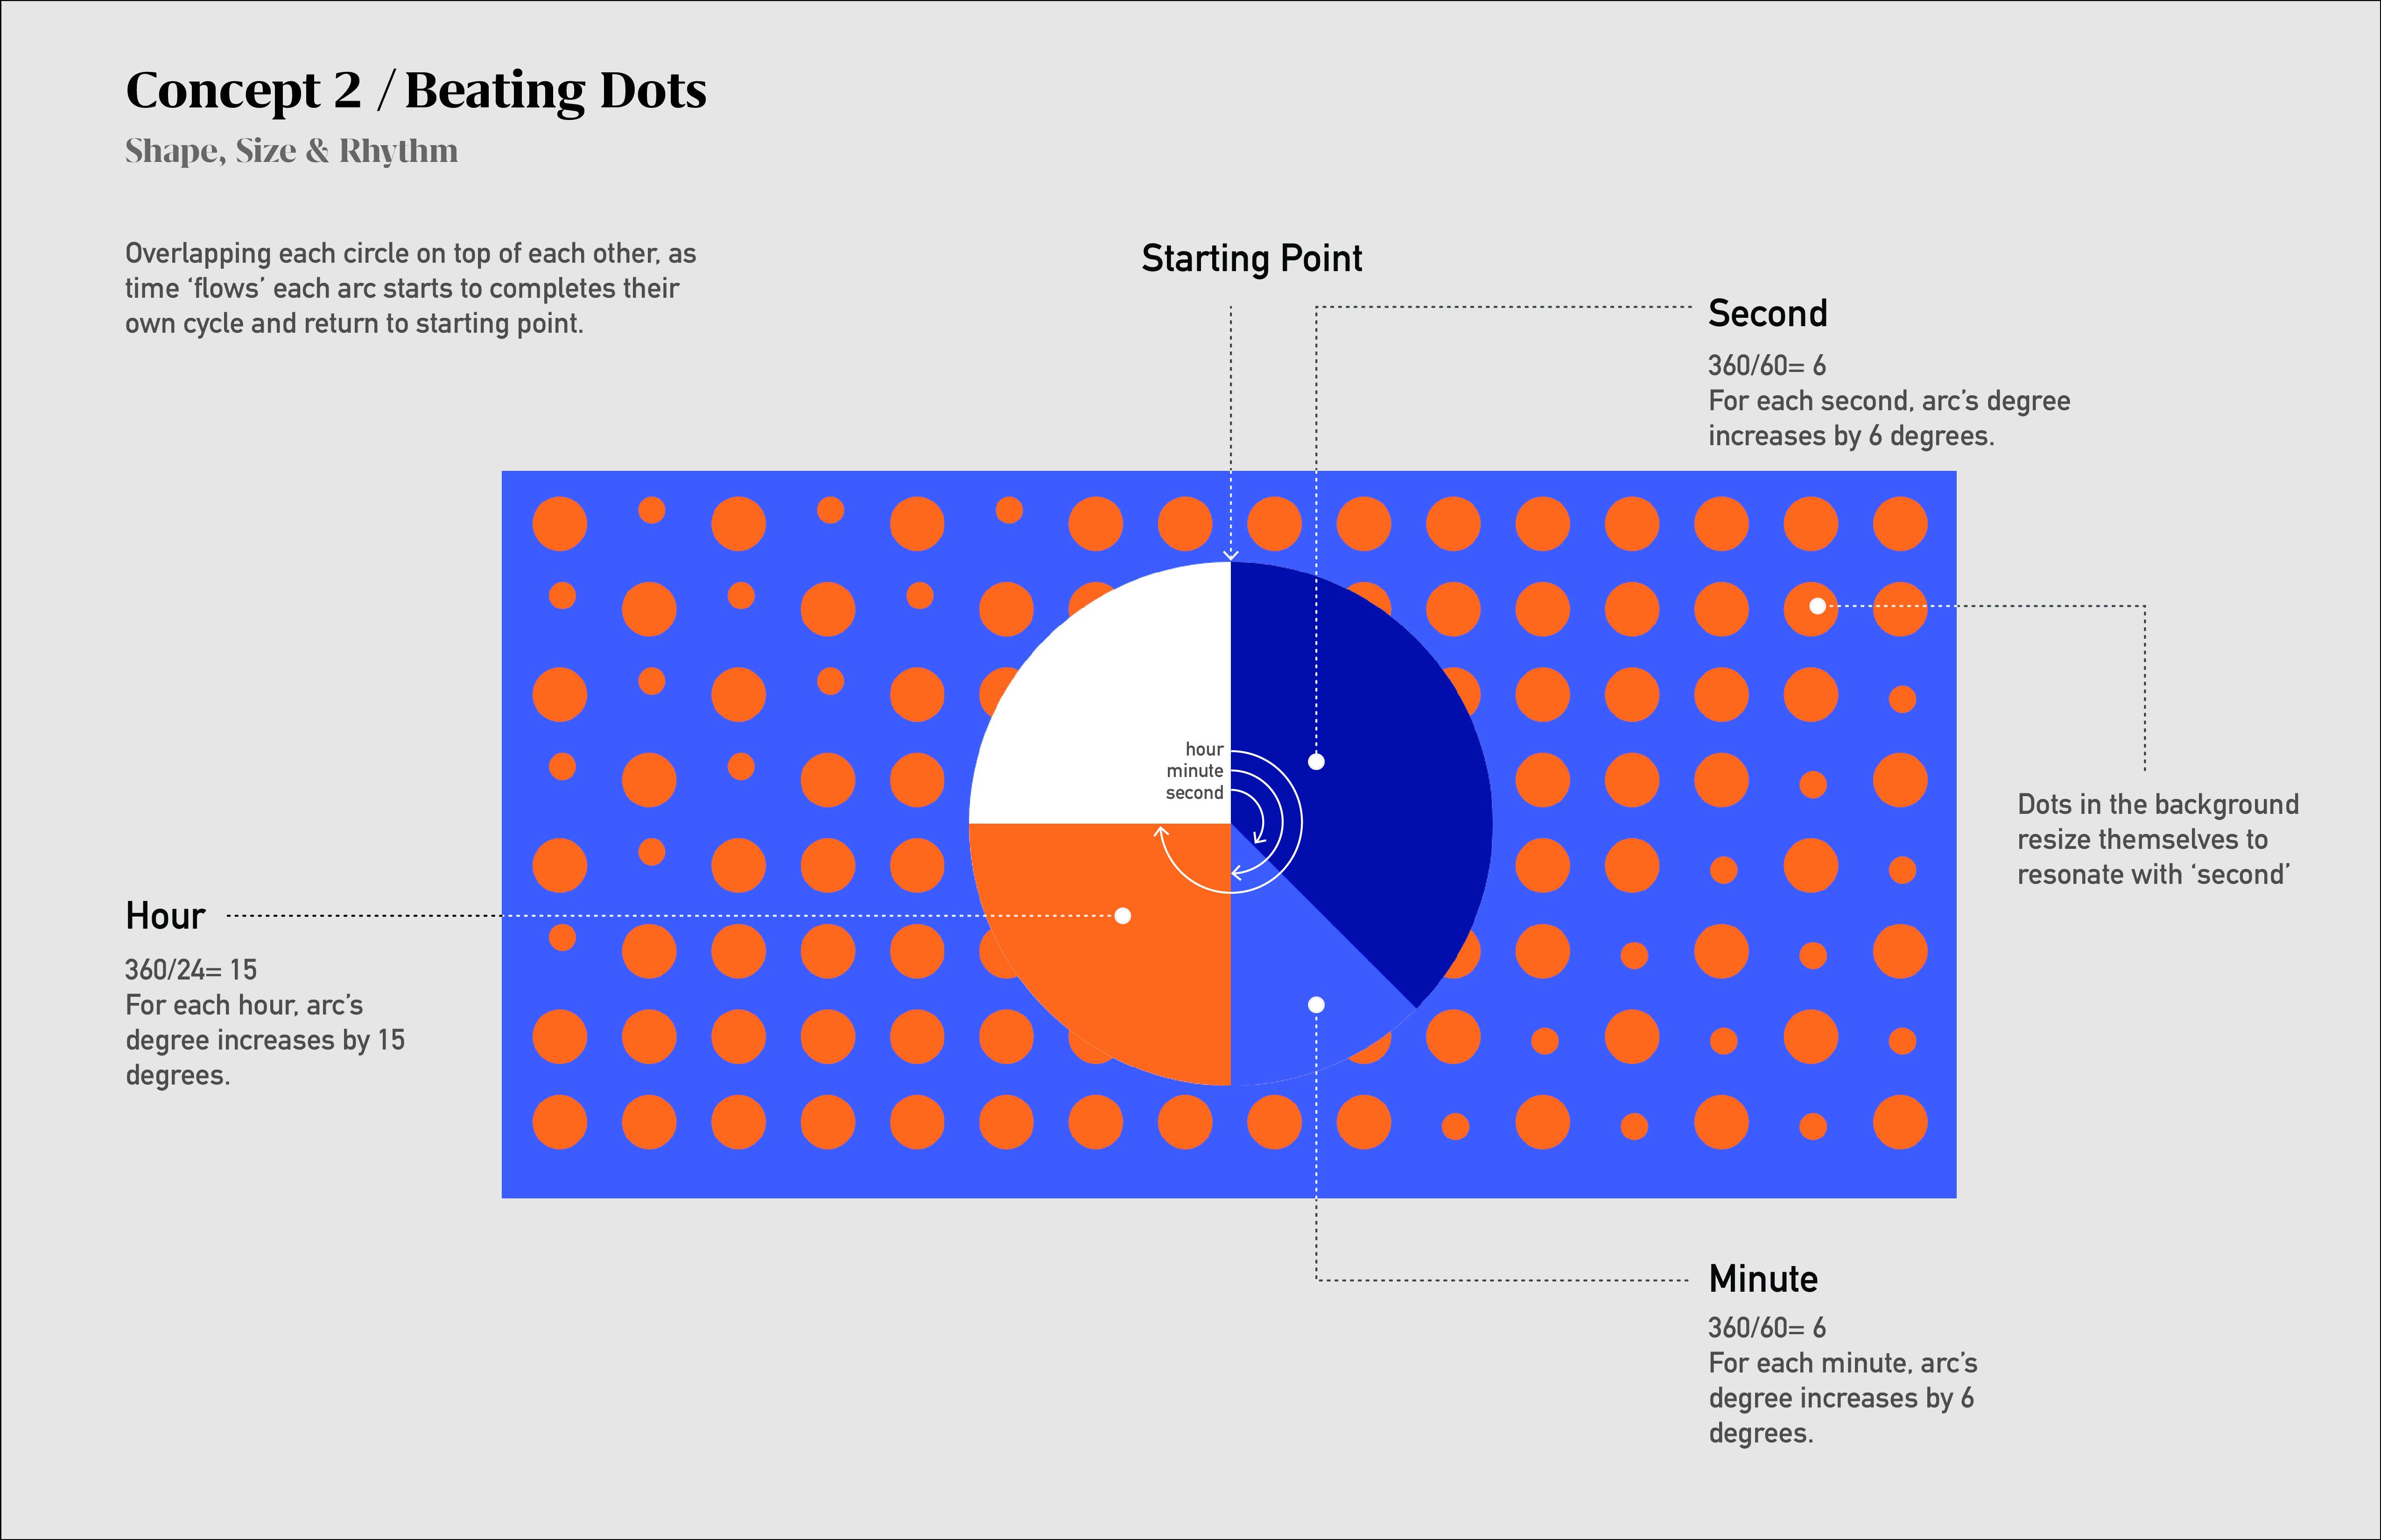 Concept 2 / Beating Dots
Shape, Size & Rhythm
Overlapping each circle on top of each other, as
time ‘flows’ each arc starts to completes their
own cycle and return to starting point.
Starting Point
Second
360/60= 6
For each second, arc’s degree
increases by 6 degrees.
hour
minute
second
Dots in the background
resize themselves to
resonate with ‘second’
Hour
360/24= 15
For each hour, arc’s
degree increases by 15
degrees.
Minute
360/60= 6
For each minute, arc’s
degree increases by 6
degrees.